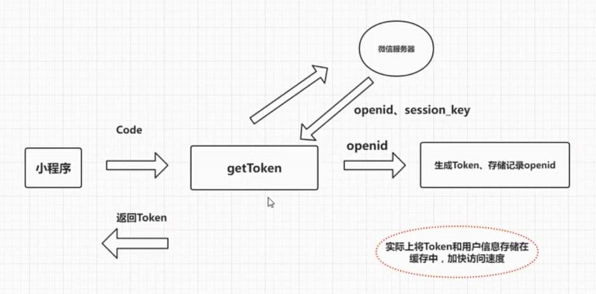 微信服务器
openid、session_key
Code
openid
小程序
getToken
生成Token、存储记录openid
返回Token
实际上将Token和用户信息存储在
缓存中，加快访问速度